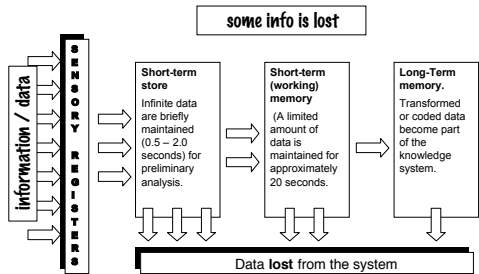 some info is lost
information / data
SENSORY REGISTERS
Short-term
store
Infinite data
are briefly
maintained
(0.5 – 2.0
seconds) for
preliminary
analysis.
Short-term
(working)
memory
(A limited
amount of
data is
maintained for
approximately
20 seconds.
Long-Term
memory.
Transformed
or coded data
become part
of the
knowledge
system.
Data lost from the system